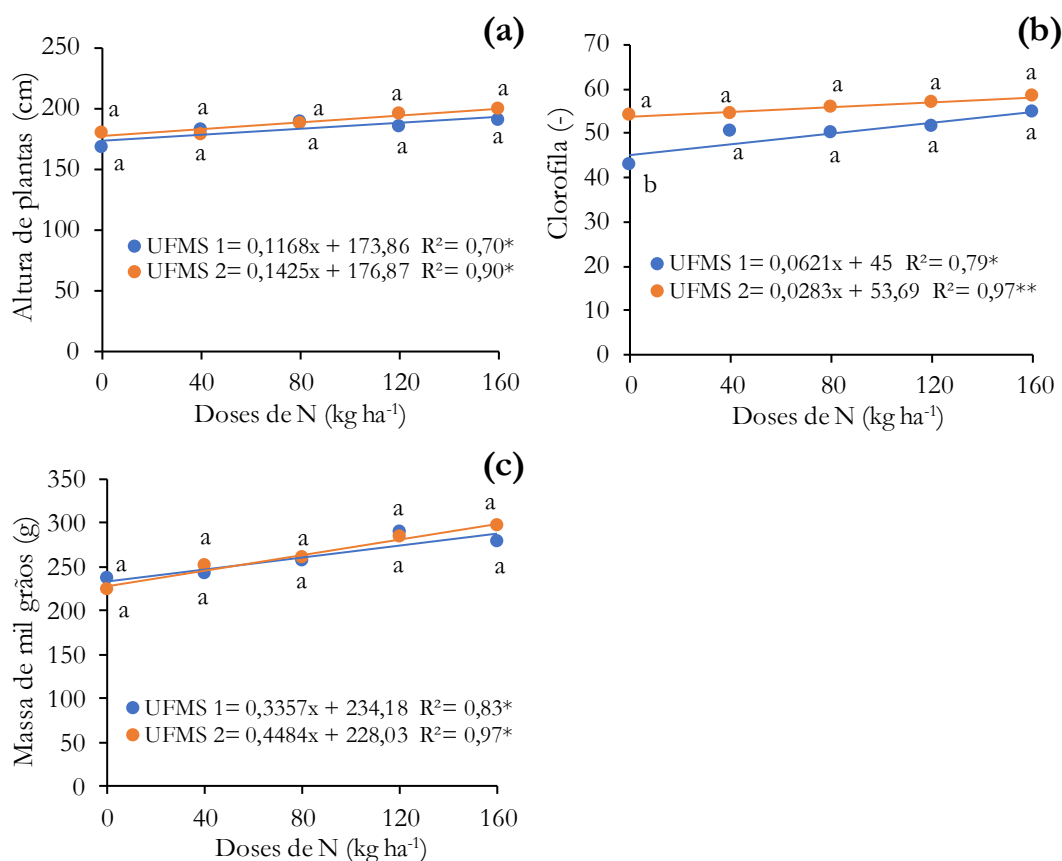 (a)
Altura de plantas (cm)
250
200
150
100
50
0
a a a a a
a a a a a
UFMS 1= 0,1168x + 173,86 R²= 0,70*
UFMS 2= 0,1425x + 176,87 R²= 0,90*
0 40 80 120 160
Doses de N (kg ha⁻¹)
(b)
Clorofila (-)
70
60
50
40
30
20
10
0
a a a a a
b a a a a
UFMS 1= 0,0621x + 45 R²= 0,79*
UFMS 2= 0,0283x + 53,69 R²= 0,97**
0 40 80 120 160
Doses de N (kg ha⁻¹)
(c)
Massa de mil grãos (g)
350
300
250
200
150
100
50
0
a a a a a
a a a a a
UFMS 1= 0,3357x + 234,18 R²= 0,83*
UFMS 2= 0,4484x + 228,03 R²= 0,97*
0 40 80 120 160
Doses de N (kg ha⁻¹)